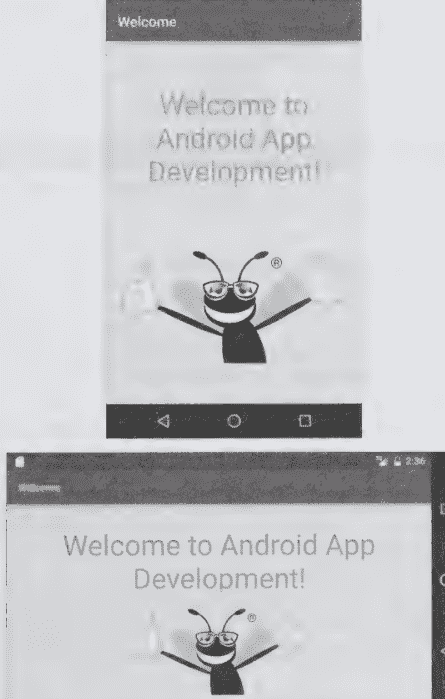 Welcome
Welcome to
Android App
Development!
®
2:36
Welcome to Android App
Development!
®